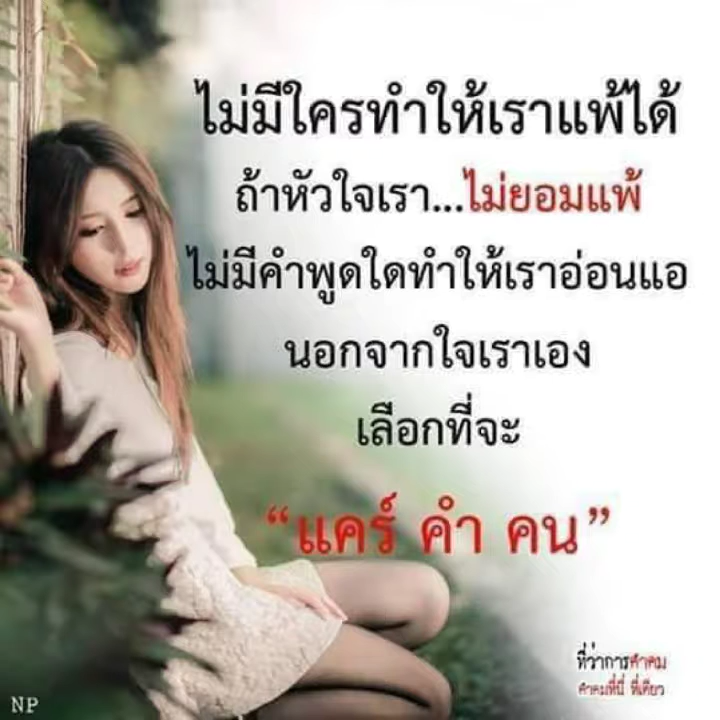 ไม่มีใครทำให้เราแพ้ได้
ถ้าหัวใจเรา...ไม่ยอมแพ้
ไม่มีคำพูดใดทำให้เราอ่อนแอ
นอกจากใจเราเอง
เลือกที่จะ
“แคร์ คำ คน”
ที่ว่าการคำคม
คำคมที่นี่ ที่เดียว
NP